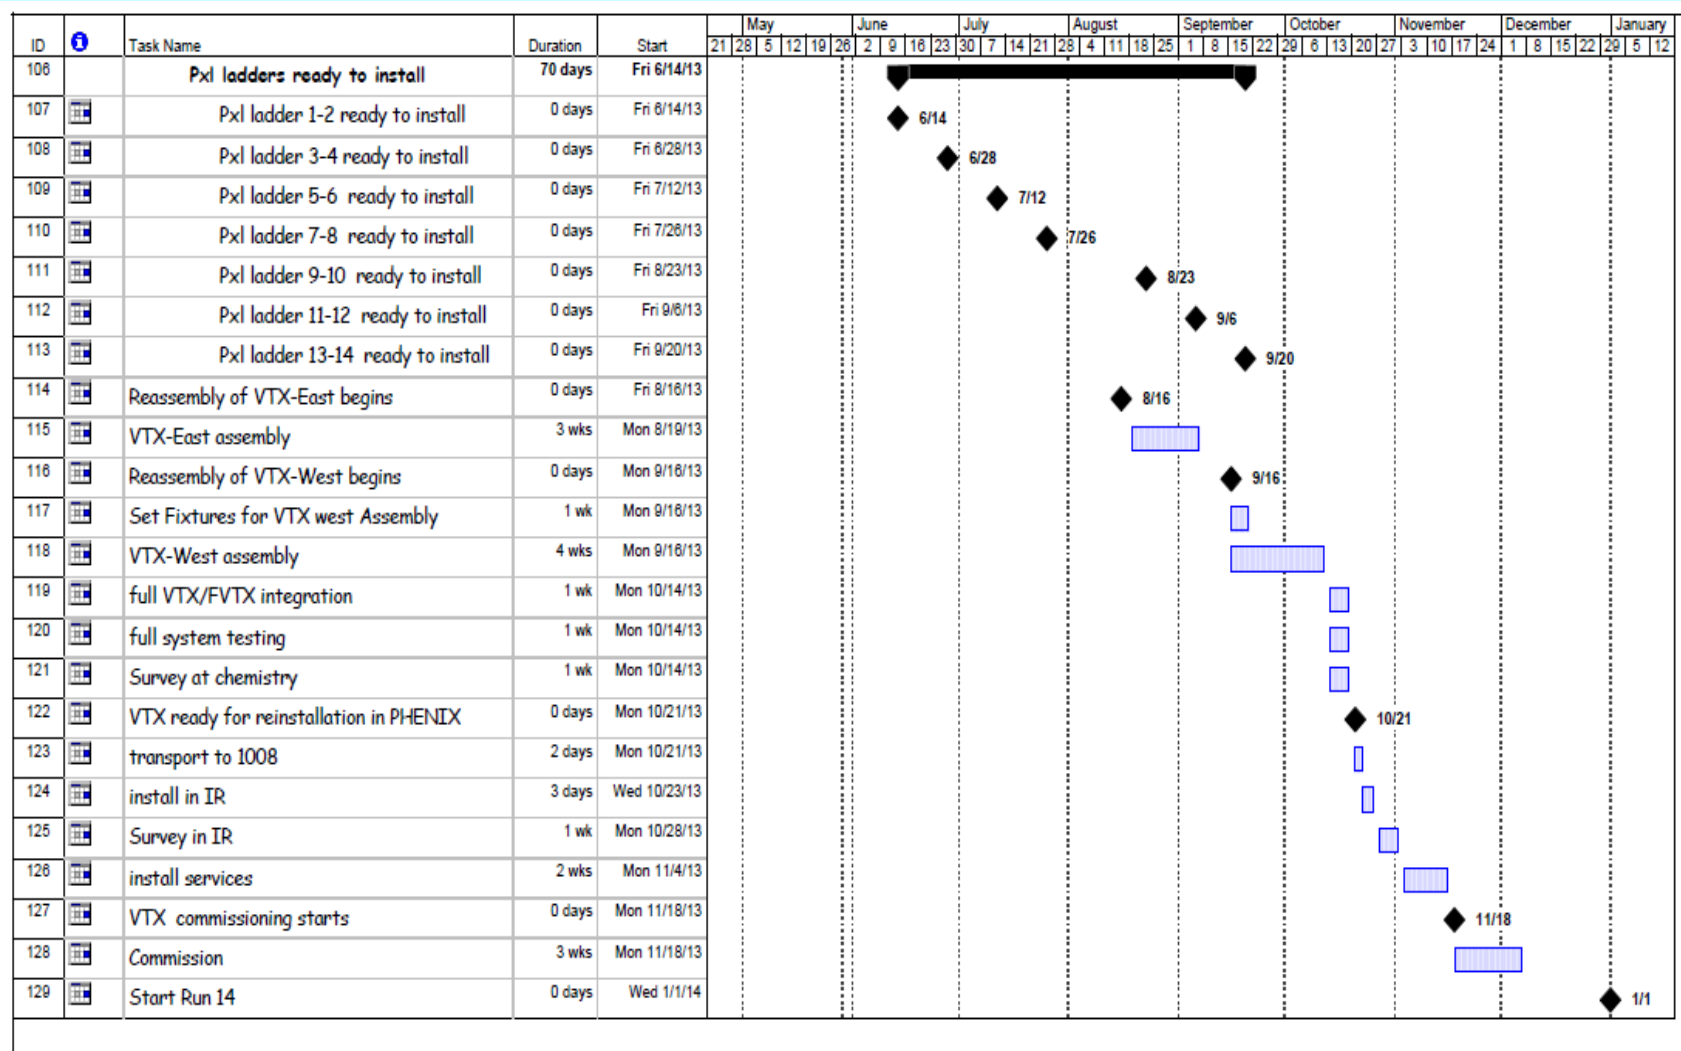 May June July August September October November December January
ID i Task Name Duration Start 21 28 5 12 19 26 2 9 16 23 30 7 14 21 28 4 11 18 25 1 8 15 22 29 6 13 20 27 3 10 17 24 1 8 15 22 29 5 12
106 Pxl ladders ready to install 70 days Fri 6/14/13
107 Pxl ladder 1-2 ready to install 0 days Fri 6/14/13 6/14
108 Pxl ladder 3-4 ready to install 0 days Fri 6/28/13 6/28
109 Pxl ladder 5-6 ready to install 0 days Fri 7/12/13 7/12
110 Pxl ladder 7-8 ready to install 0 days Fri 7/26/13 7/26
111 Pxl ladder 9-10 ready to install 0 days Fri 8/23/13 8/23
112 Pxl ladder 11-12 ready to install 0 days Fri 9/6/13 9/6
113 Pxl ladder 13-14 ready to install 0 days Fri 9/20/13 9/20
114 Reassembly of VTX-East begins 0 days Fri 8/16/13 8/16
115 VTX-East assembly 3 wks Mon 8/19/13
116 Reassembly of VTX-West begins 0 days Mon 9/16/13 9/16
117 Set Fixtures for VTX west Assembly 1 wk Mon 9/16/13
118 VTX-West assembly 4 wks Mon 9/16/13
119 full VTX/FVTX integration 1 wk Mon 10/14/13
120 full system testing 1 wk Mon 10/14/13
121 Survey at chemistry 1 wk Mon 10/14/13
122 VTX ready for reinstallation in PHENIX 0 days Mon 10/21/13 10/21
123 transport to 1008 2 days Mon 10/21/13
124 install in IR 3 days Wed 10/23/13
125 Survey in IR 1 wk Mon 10/28/13
126 install services 2 wks Mon 11/4/13
127 VTX commissioning starts 0 days Mon 11/18/13 11/18
128 Commission 3 wks Mon 11/18/13
129 Start Run 14 0 days Wed 1/1/14 1/1